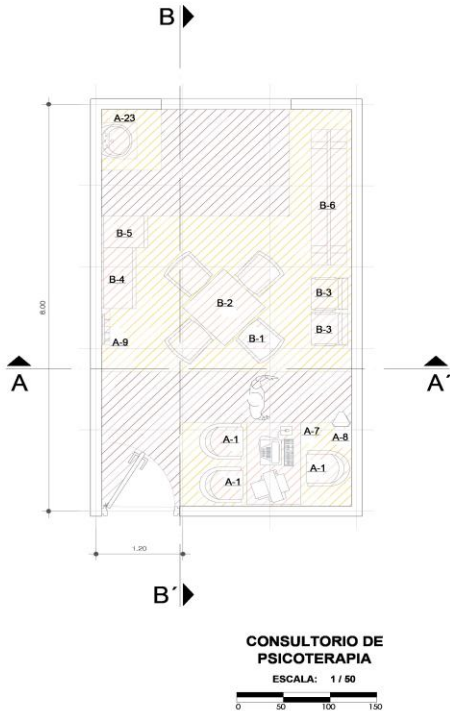 B
A-23
B-6
B-5
B-4
B-3
B-2
B-3
B-1
A-9
6.00
A
A´
A-7
A-8
A-1
A-1
A-1
1.20
B´
CONSULTORIO DE
PSICOTERAPIA
ESCALA: 1 / 50
0 50 100 150